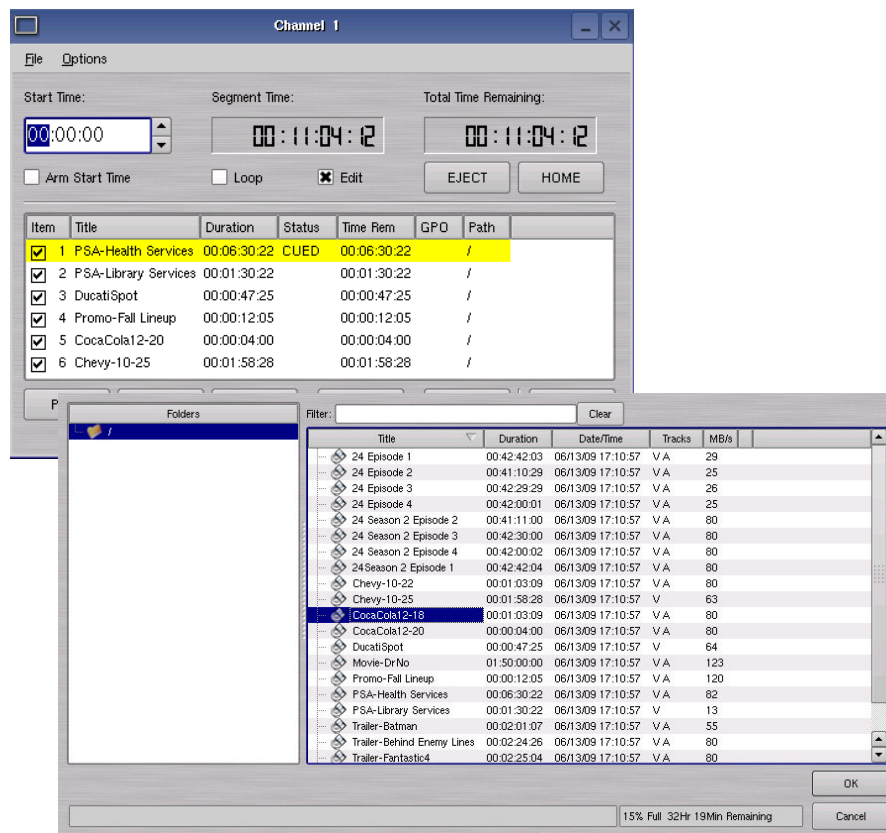 Channel 1
File Options
Start Time: Segment Time: Total Time Remaining:
00:00:00 00:11:04:12 00:11:04:12
Arm Start Time Loop Edit EJECT HOME
Item Title Duration Status Time Rem GPO Path
1 PSA-Health Services 00:06:30:22 CUED 00:06:30:22 /
2 PSA-Library Services 00:01:30:22 00:01:30:22 /
3 DucatiSpot 00:00:47:25 00:00:47:25 /
4 Promo-Fall Lineup 00:00:12:05 00:00:12:05 /
5 CocaCola12-20 00:00:04:00 00:00:04:00 /
6 Chevy-10-25 00:01:58:28 00:01:58:28 /
Folders Filter: Clear
/
Title Duration Date/Time Tracks MB/s
24 Episode 1 00:42:42:03 06/13/09 17:10:57 V A 29
24 Episode 2 00:41:10:29 06/13/09 17:10:57 V A 25
24 Episode 3 00:42:29:29 06/13/09 17:10:57 V A 26
24 Episode 4 00:42:00:01 06/13/09 17:10:57 V A 25
24 Season 2 Episode 2 00:41:11:00 06/13/09 17:10:57 V A 80
24 Season 2 Episode 3 00:42:30:00 06/13/09 17:10:57 V A 80
24 Season 2 Episode 4 00:42:00:02 06/13/09 17:10:57 V A 80
24Season 2 Episode 1 00:42:42:04 06/13/09 17:10:57 V A 80
Chevy-10-22 00:01:03:09 06/13/09 17:10:57 V A 80
Chevy-10-25 00:01:58:28 06/13/09 17:10:57 V 63
CocaCola12-18 00:01:03:09 06/13/09 17:10:57 V A 80
CocaCola12-20 00:00:04:00 06/13/09 17:10:57 V A 80
DucatiSpot 00:00:47:25 06/13/09 17:10:57 V 64
Movie-DrNo 01:50:00:00 06/13/09 17:10:57 V A 123
Promo-Fall Lineup 00:00:12:05 06/13/09 17:10:57 V A 120
PSA-Health Services 00:06:30:22 06/13/09 17:10:57 V A 82
PSA-Library Services 00:01:30:22 06/13/09 17:10:57 V 13
Trailer-Batman 00:02:01:07 06/13/09 17:10:57 V A 55
Trailer-Behind Enemy Lines 00:02:24:26 06/13/09 17:10:57 V A 80
Trailer-Fantastic4 00:02:25:04 06/13/09 17:10:57 V A 80
OK
15% Full 32Hr 19Min Remaining Cancel